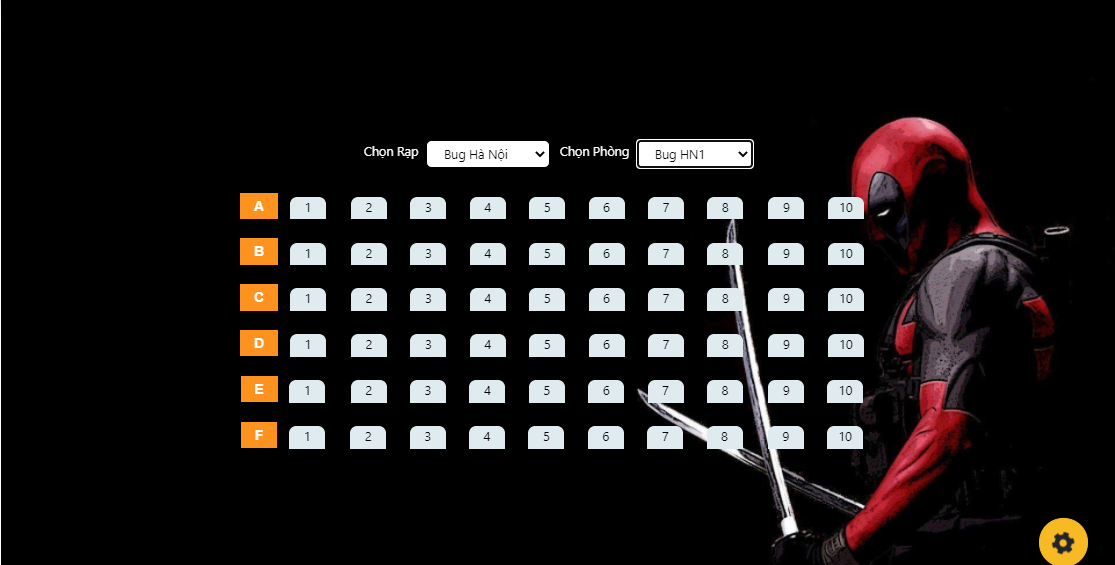 Chọn Rạp Bug Hà Nội Chọn Phòng Bug HN1
A 1 2 3 4 5 6 7 8 9 10
B 1 2 3 4 5 6 7 8 9 10
C 1 2 3 4 5 6 7 8 9 10
D 1 2 3 4 5 6 7 8 9 10
E 1 2 3 4 5 6 7 8 9 10
F 1 2 3 4 5 6 7 8 9 10